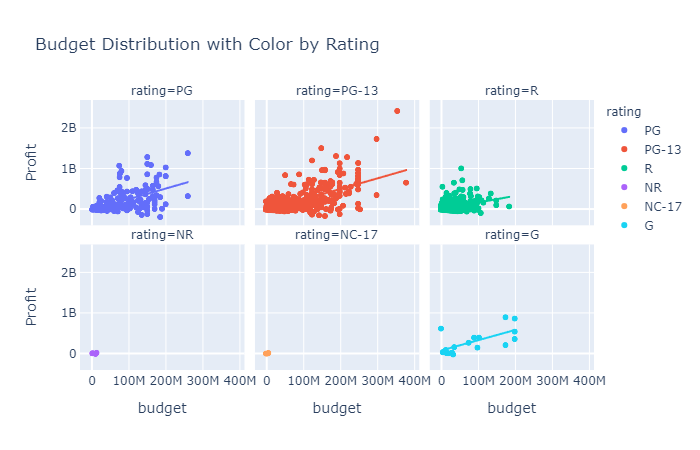 Budget Distribution with Color by Rating
rating=PG
rating=PG-13
rating=R
rating
PG
PG-13
R
NR
NC-17
G
Profit
2B
1B
0
rating=NR
rating=NC-17
rating=G
Profit
2B
1B
0
0 100M 200M 300M 400M
0 100M 200M 300M 400M
0 100M 200M 300M 400M
budget
budget
budget